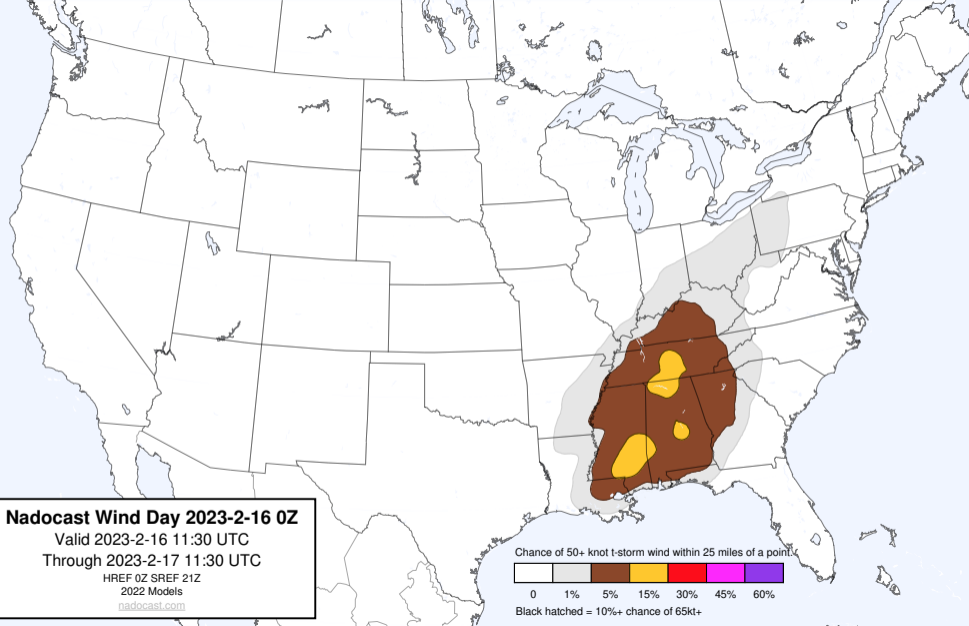 Nadocast Wind Day 2023-2-16 0Z
Valid 2023-2-16 11:30 UTC
Through 2023-2-17 11:30 UTC
HREF 0Z SREF 21Z
2022 Models
nadocast.com
Chance of 50+ knot t-storm wind within 25 miles of a point.
0 1% 5% 15% 30% 45% 60%
Black hatched = 10%+ chance of 65kt+